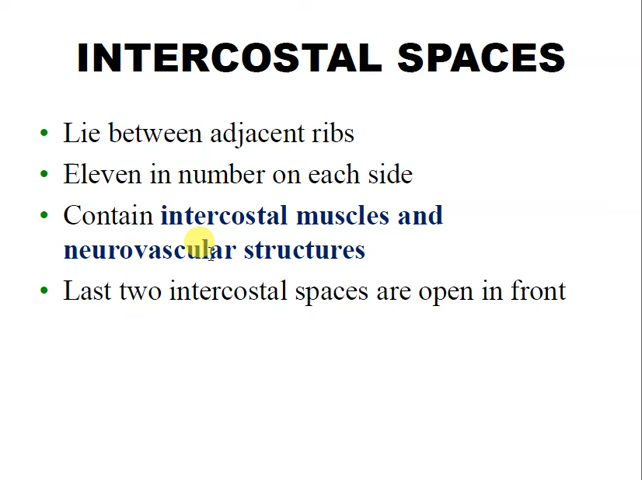 INTERCOSTAL SPACES
• Lie between adjacent ribs
• Eleven in number on each side
• Contain intercostal muscles and
neurovascular structures
• Last two intercostal spaces are open in front